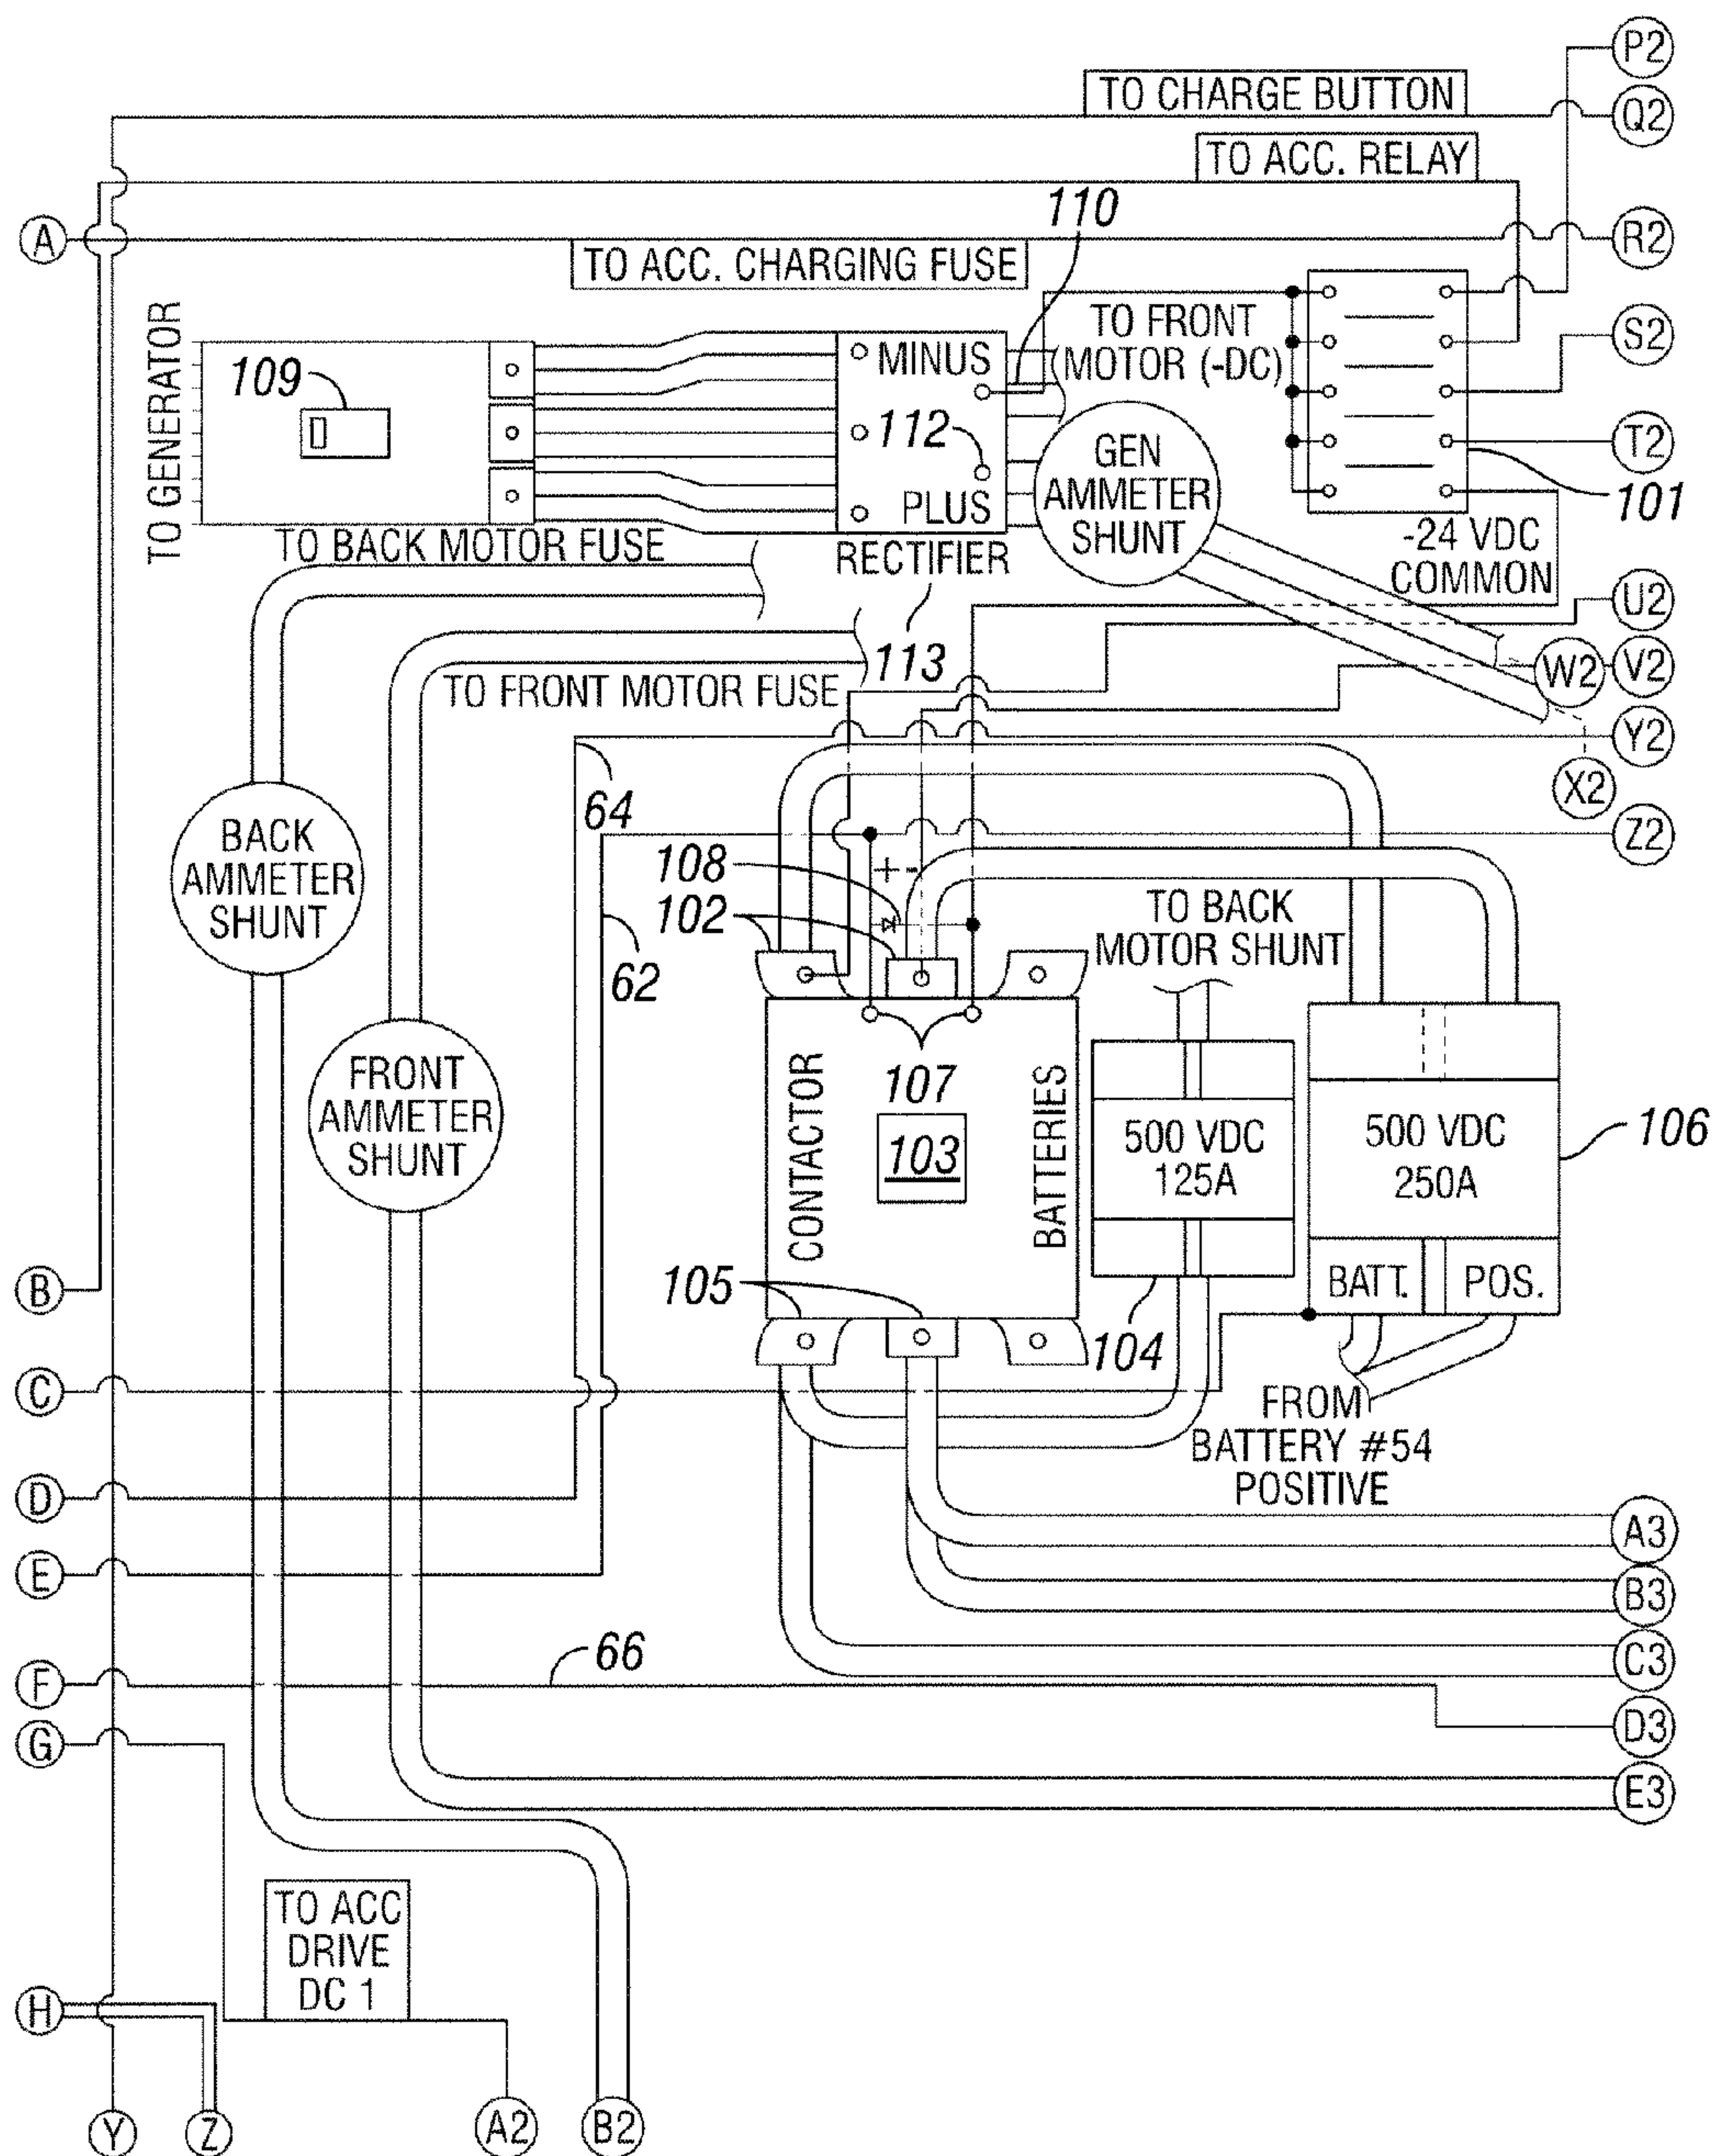 P2
TO CHARGE BUTTON
Q2
TO ACC. RELAY
110
A
R2
TO ACC. CHARGING FUSE
TO GENERATOR
109
MINUS
112
PLUS
TO FRONT
MOTOR (-DC)
S2
T2
101
GEN
AMMETER
SHUNT
-24 VDC
COMMON
TO BACK MOTOR FUSE
RECTIFIER
113
U2
W2
V2
TO FRONT MOTOR FUSE
Y2
X2
64
Z2
BACK
AMMETER
SHUNT
108
+ -
102
62
TO BACK
MOTOR SHUNT
FRONT
AMMETER
SHUNT
107
CONTACTOR
103
BATTERIES
500 VDC
125A
500 VDC
250A
106
BATT.
POS.
B
105
104
C
FROM
BATTERY #54
POSITIVE
D
A3
E
B3
66
C3
F
D3
G
E3
TO ACC
DRIVE
DC 1
H
Y
Z
A2
B2